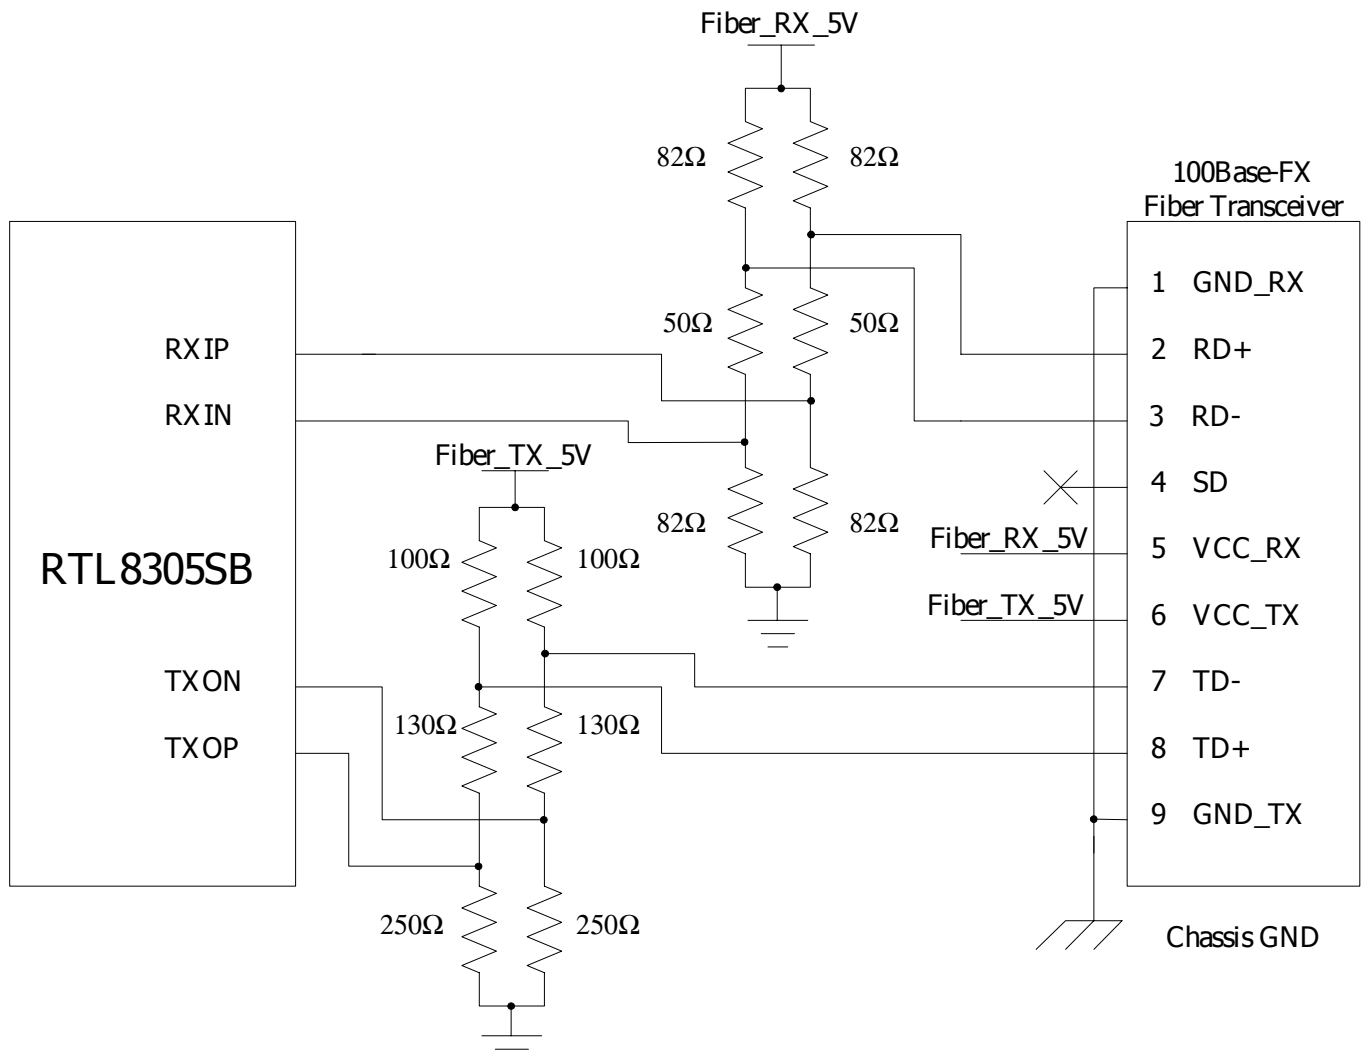 Fiber_RX_5V
82Ω 82Ω
100Base-FX
Fiber Transceiver
1 GND_RX
50Ω 50Ω
RXIP
2 RD+
RXIN
3 RD-
Fiber_TX_5V
4 SD
82Ω 82Ω
Fiber_RX_5V
5 VCC_RX
100Ω 100Ω
RTL8305SB
Fiber_TX_5V
6 VCC_TX
TXON
7 TD-
130Ω 130Ω
TXOP
8 TD+
9 GND_TX
250Ω 250Ω
Chassis GND